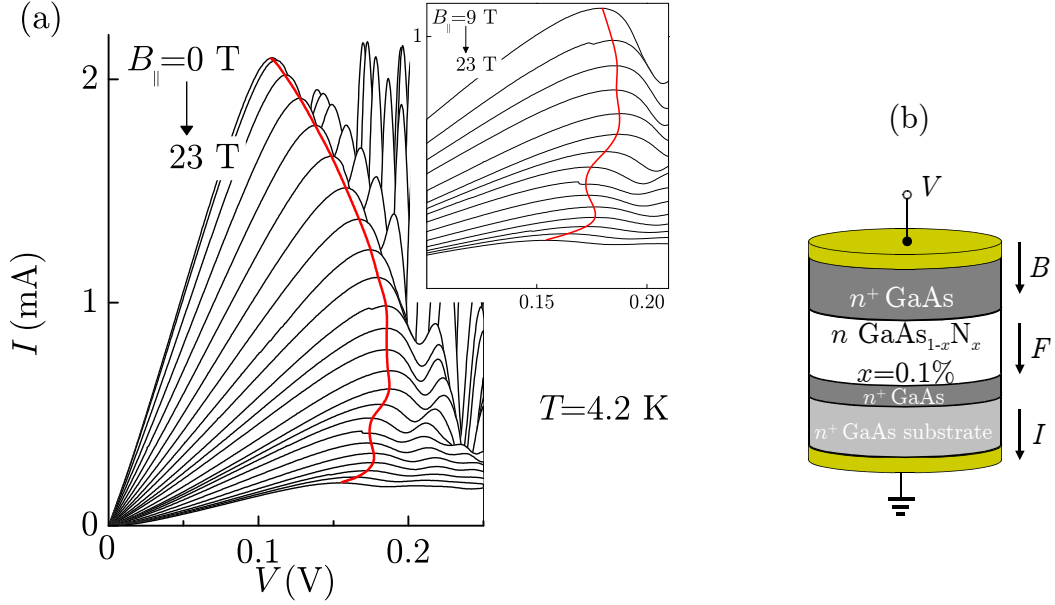 (a)
B∥=0 T
23 T
2
1
0
I (mA)
0
0.1
0.2
V (V)
B∥=9 T
23 T
1
0.15
0.20
T=4.2 K
(b)
V
n⁺ GaAs
n GaAs₁₋ₓNₓ
x=0.1%
n⁺ GaAs
n⁺ GaAs substrate
B
F
I